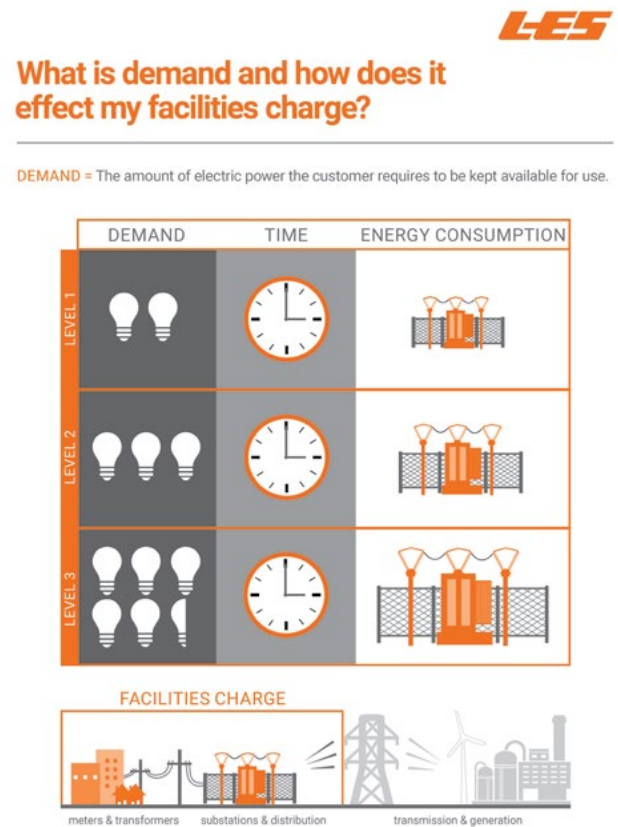 LES
What is demand and how does it
effect my facilities charge?
DEMAND = The amount of electric power the customer requires to be kept available for use.
DEMAND TIME ENERGY CONSUMPTION
LEVEL 1
LEVEL 2
LEVEL 3
FACILITIES CHARGE
meters & transformers substations & distribution transmission & generation